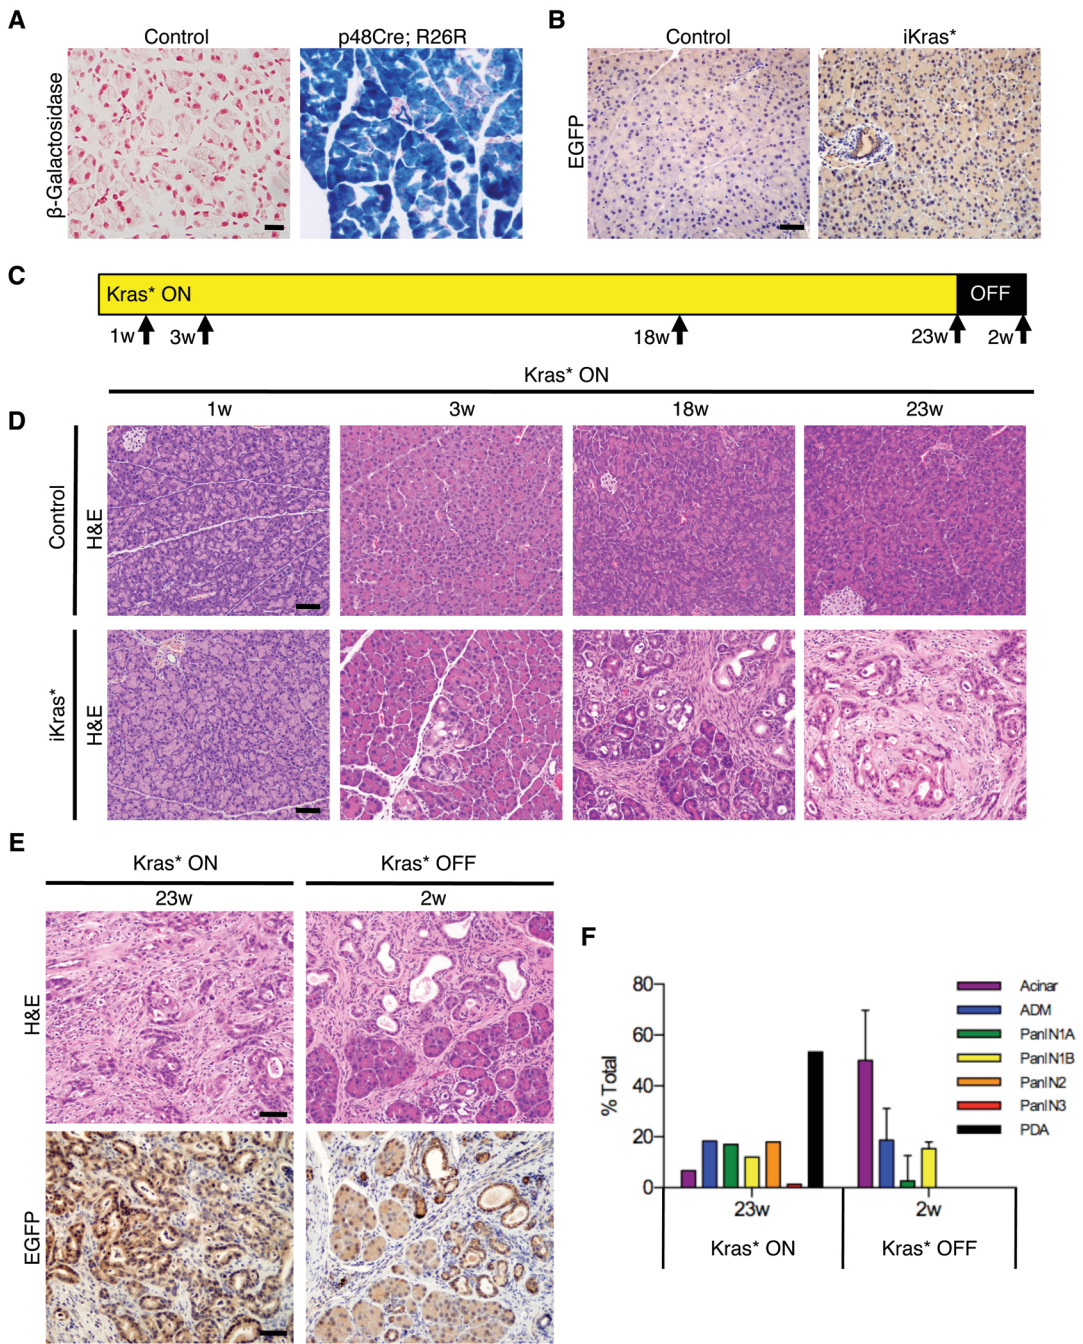 A
Control
p48Cre; R26R
β-Galactosidase
B
Control
iKras*
EGFP
C
Kras* ON
OFF
1w
3w
18w
23w
2w
Kras* ON
1w
3w
18w
23w
D
Control
H&E
iKras*
H&E
E
Kras* ON
Kras* OFF
23w
2w
H&E
EGFP
F
% Total
80
60
40
20
0
23w
2w
Kras* ON
Kras* OFF
Acinar
ADM
PanIN1A
PanIN1B
PanIN2
PanIN3
PDA